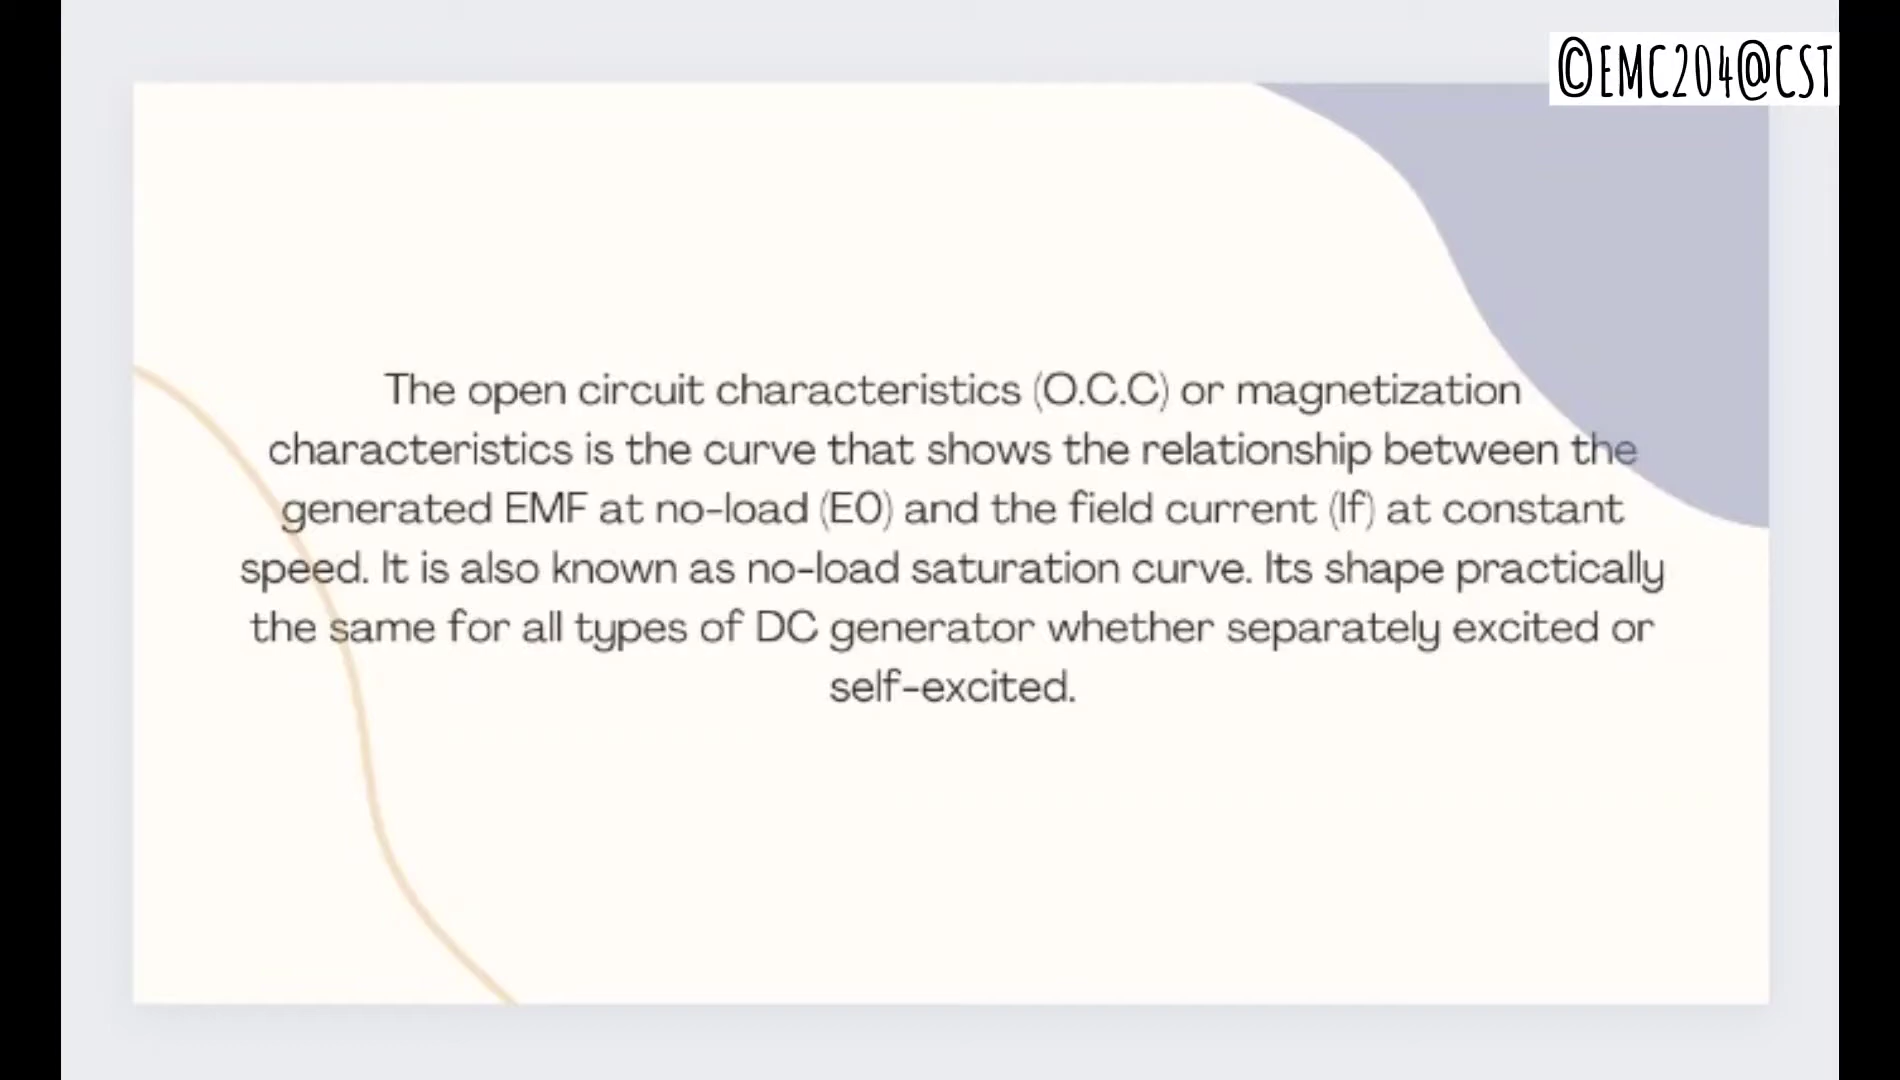 ©EMC204@CST
The open circuit characteristics (O.C.C) or magnetization
characteristics is the curve that shows the relationship between the
generated EMF at no-load (E0) and the field current (If) at constant
speed. It is also known as no-load saturation curve. Its shape practically
the same for all types of DC generator whether separately excited or
self-excited.